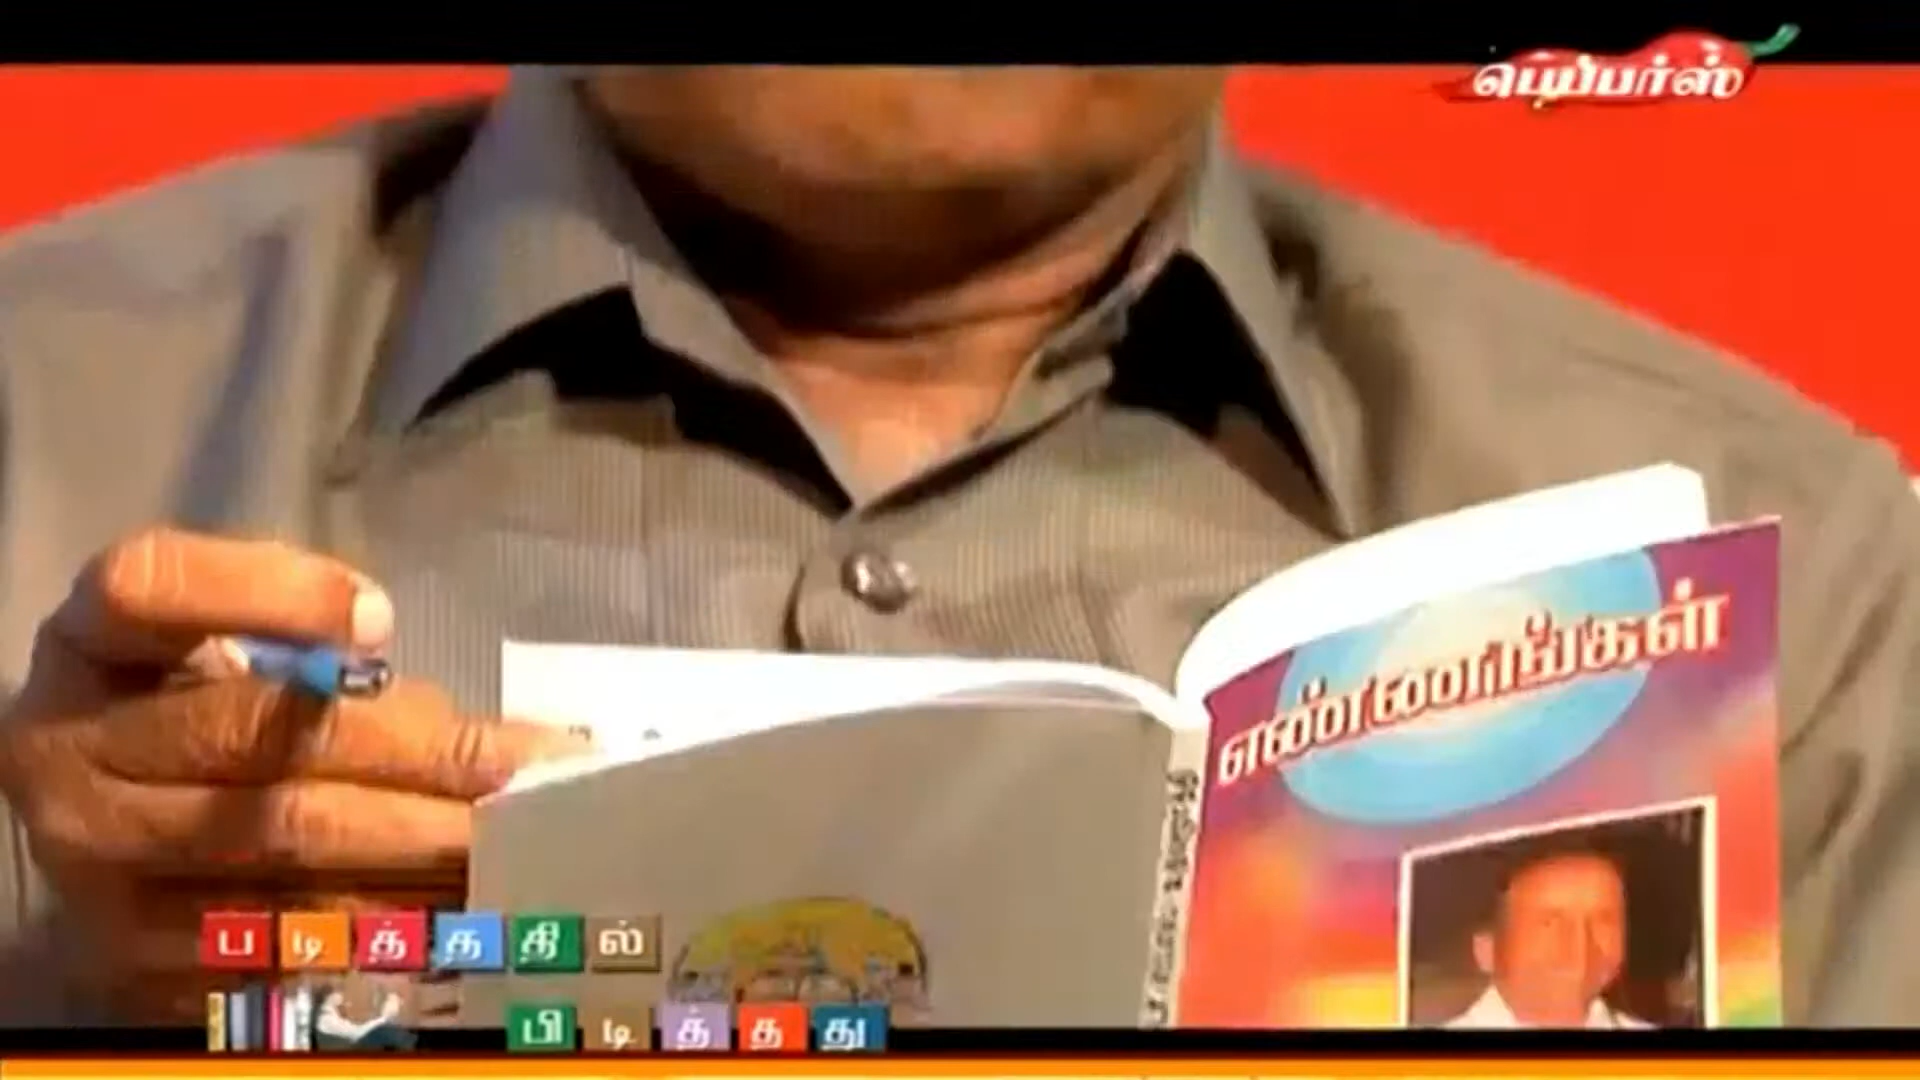 பெப்பர்ஸ்
எண்ணங்கள்
படித்ததில்
பிடித்தது